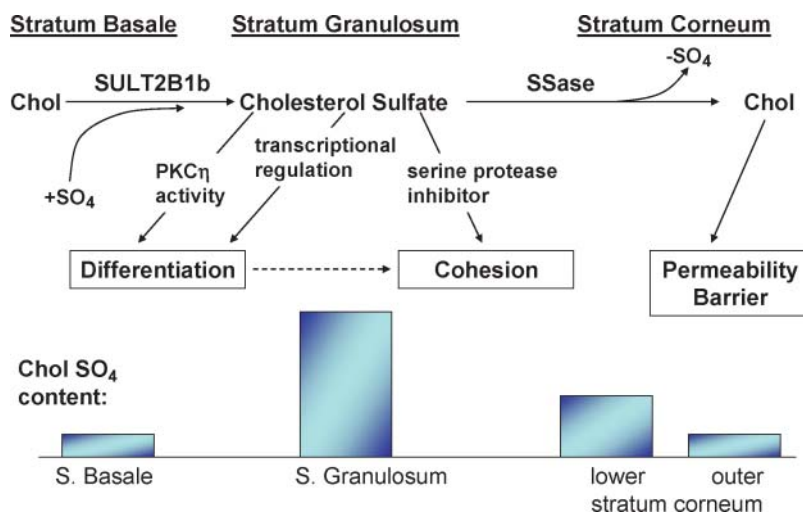 Stratum Basale
Stratum Granulosum
Stratum Corneum
-SO₄
SULT2B1b
SSase
Chol
Cholesterol Sulfate
Chol
+SO₄
PKCη
activity
transcriptional
regulation
serine protease
inhibitor
Differentiation
Cohesion
Permeability
Barrier
Chol SO₄
content:
S. Basale
S. Granulosum
lower
outer
stratum corneum